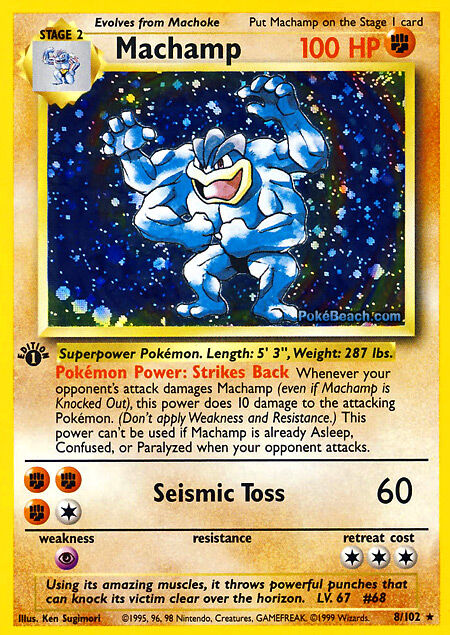 Evolves from Machoke Put Machamp on the Stage 1 card
STAGE 2
Machamp 100 HP
PokéBeach.com
EDITION
1
Superpower Pokémon. Length: 5' 3", Weight: 287 lbs.
Pokémon Power: Strikes Back Whenever your
opponent's attack damages Machamp (even if Machamp is
Knocked Out), this power does 10 damage to the attacking
Pokémon. (Don't apply Weakness and Resistance.) This
power can't be used if Machamp is already Asleep,
Confused, or Paralyzed when your opponent attacks.
Seismic Toss 60
weakness resistance retreat cost
Using its amazing muscles, it throws powerful punches that
can knock its victim clear over the horizon. LV. 67 #68
Illus. Ken Sugimori ©1995, 96, 98 Nintendo, Creatures, GAMEFREAK. ©1999 Wizards. 8/102 ★